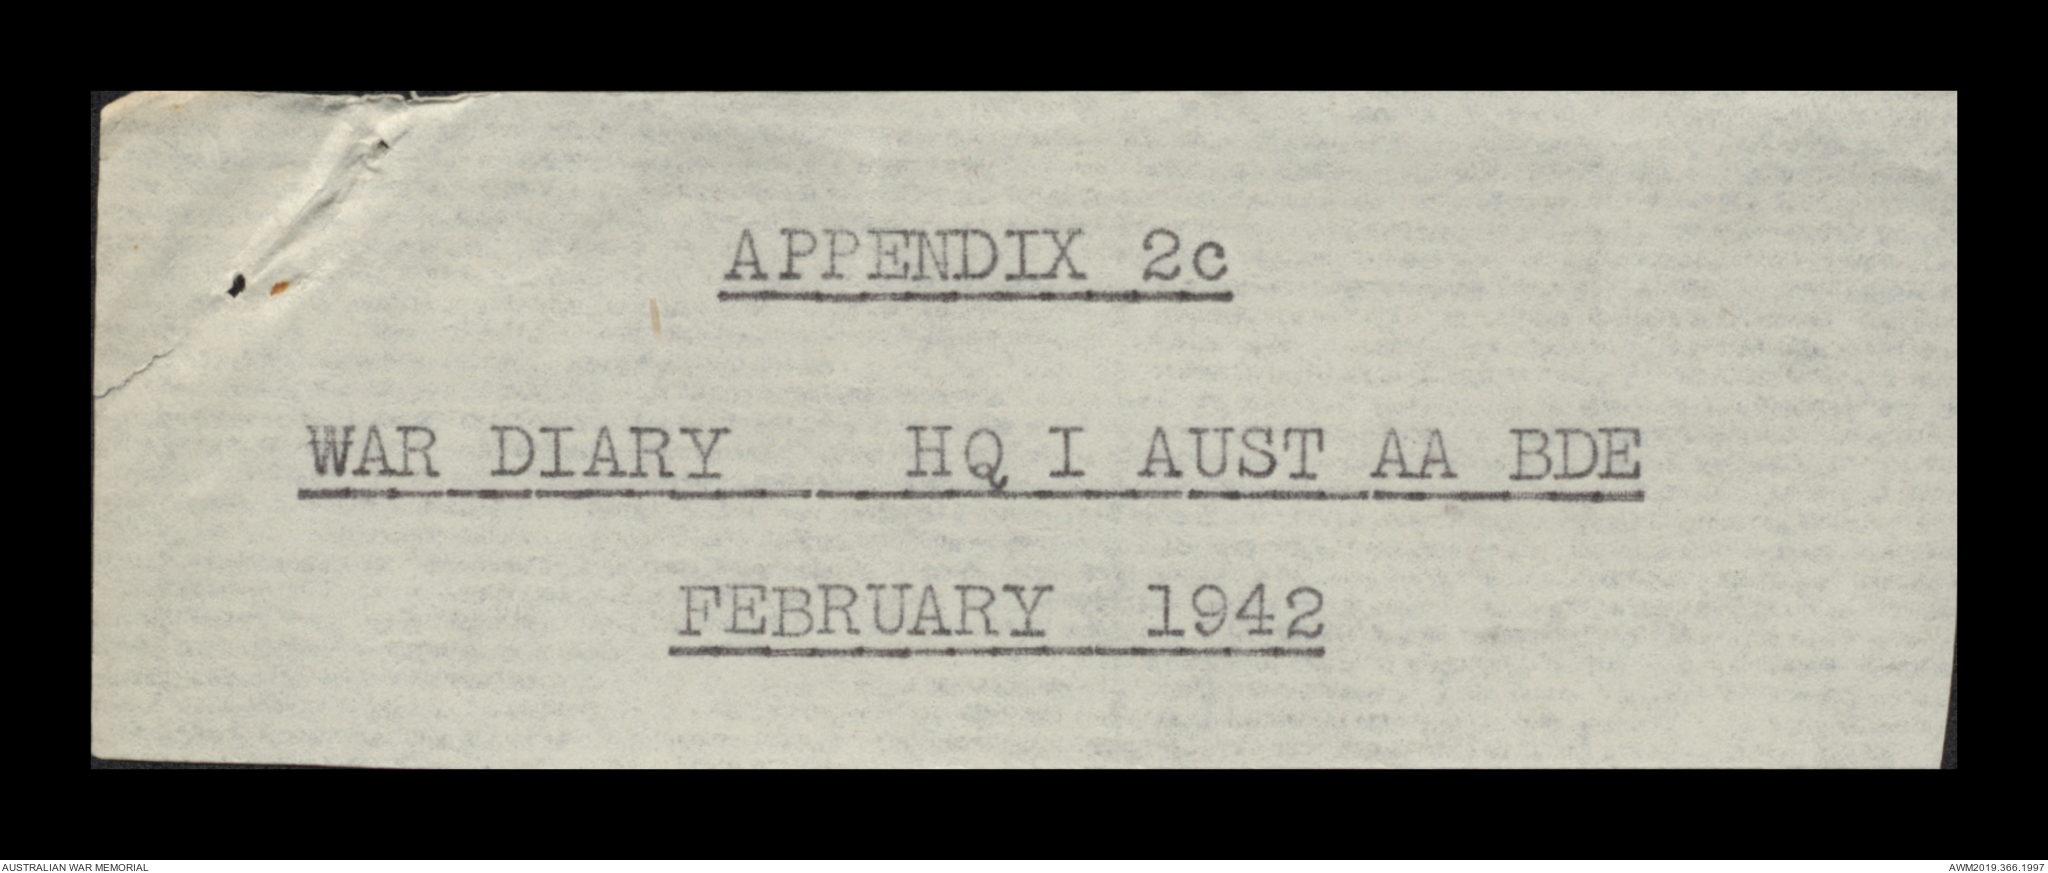 APPENDIX 2c
WAR DIARY HQ I AUST AA BDE
FEBRUARY 1942
AUSTRALIAN WAR MEMORIAL
AWM2019.366.1997